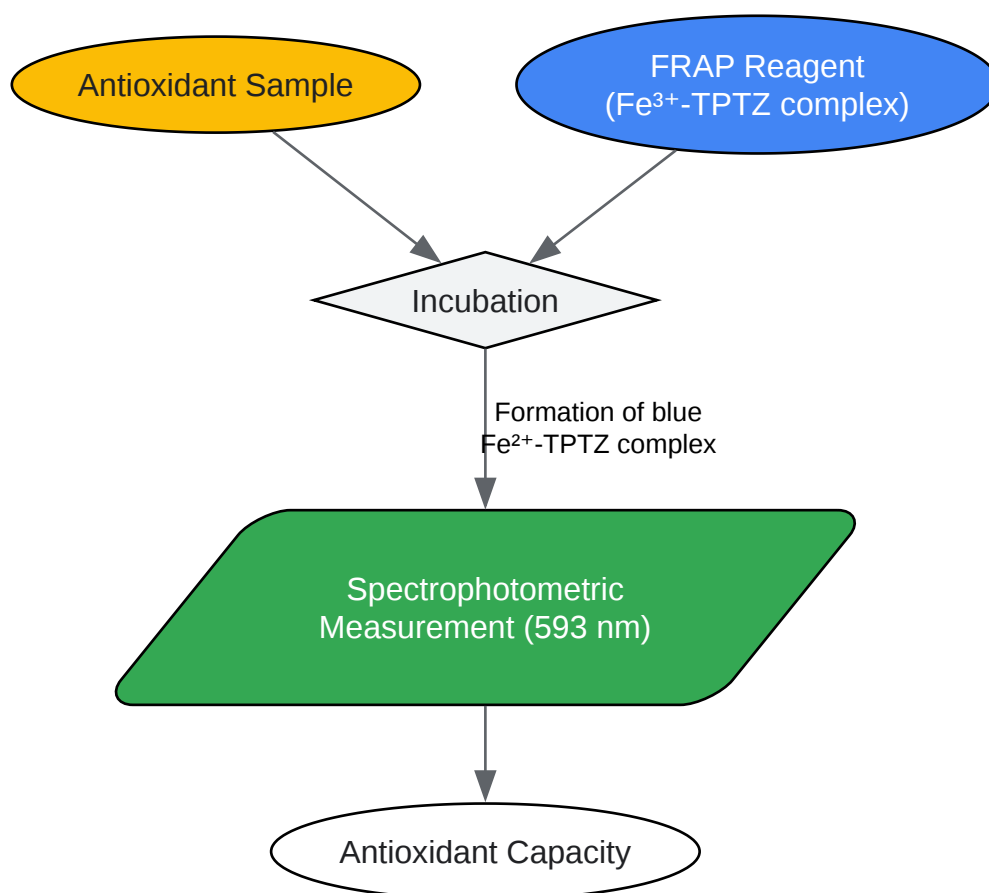 Antioxidant Sample
FRAP Reagent
(Fe³⁺-TPTZ complex)
Incubation
Formation of blue
Fe²⁺-TPTZ complex
Spectrophotometric
Measurement (593 nm)
Antioxidant Capacity